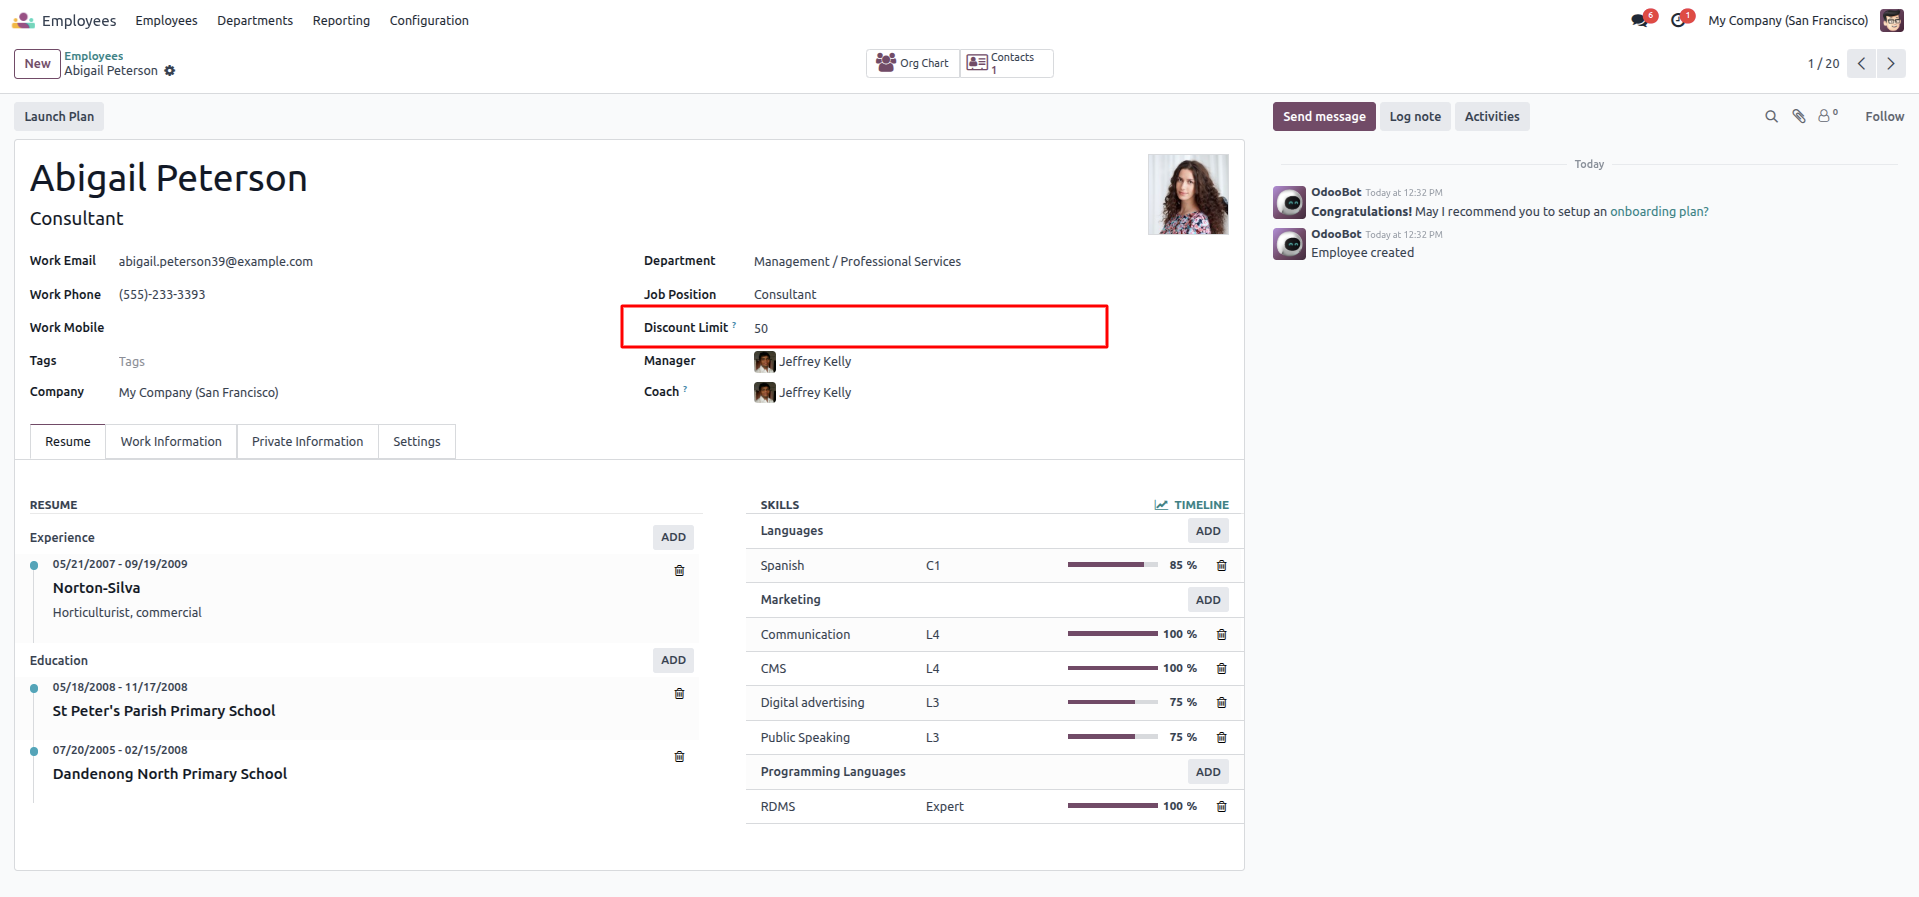 Employees Employees Departments Reporting Configuration 6 1 My Company (San Francisco)
New Employees Abigail Peterson Org Chart Contacts 1 1 / 20
Launch Plan Send message Log note Activities 0 Follow
Abigail Peterson
Consultant
Work Email abigail.peterson39@example.com
Work Phone (555)-233-3393
Work Mobile
Tags Tags
Company My Company (San Francisco)
Department Management / Professional Services
Job Position Consultant
Discount Limit ? 50
Manager Jeffrey Kelly
Coach ? Jeffrey Kelly
Resume Work Information Private Information Settings
RESUME
Experience ADD
05/21/2007 - 09/19/2009
Norton-Silva
Horticulturist, commercial
Education ADD
05/18/2008 - 11/17/2008
St Peter's Parish Primary School
07/20/2005 - 02/15/2008
Dandenong North Primary School
SKILLS TIMELINE
Languages ADD
Spanish C1 85 %
Marketing ADD
Communication L4 100 %
CMS L4 100 %
Digital advertising L3 75 %
Public Speaking L3 75 %
Programming Languages ADD
RDMS Expert 100 %
Today
OdooBot Today at 12:32 PM
Congratulations! May I recommend you to setup an onboarding plan?
OdooBot Today at 12:32 PM
Employee created